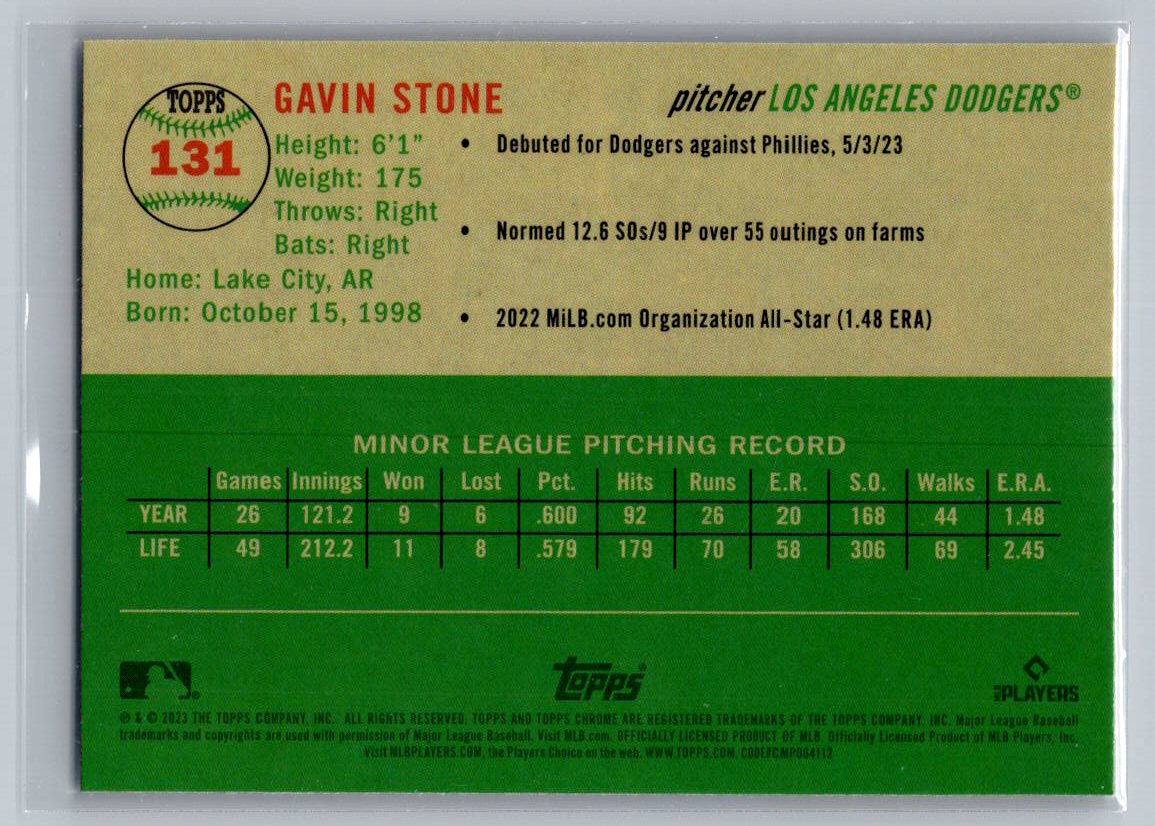 TOPPS
131
GAVIN STONE
pitcher LOS ANGELES DODGERS®
Height: 6'1"
Weight: 175
Throws: Right
Bats: Right
Home: Lake City, AR
Born: October 15, 1998
• Debuted for Dodgers against Phillies, 5/3/23
• Normed 12.6 SOs/9 IP over 55 outings on farms
• 2022 MiLB.com Organization All-Star (1.48 ERA)
MINOR LEAGUE PITCHING RECORD
Games Innings Won Lost Pct. Hits Runs E.R. S.O. Walks E.R.A.
YEAR 26 121.2 9 6 .600 92 26 20 168 44 1.48
LIFE 49 212.2 11 8 .579 179 70 58 306 69 2.45
Topps®
PLAYERS
℗ & © 2023 THE TOPPS COMPANY, INC. ALL RIGHTS RESERVED. TOPPS AND TOPPS CHROME ARE REGISTERED TRADEMARKS OF THE TOPPS COMPANY, INC. Major League Baseball
trademarks and copyrights are used with permission of Major League Baseball. Visit MLB.com. OFFICIALLY LICENSED PRODUCT OF MLB. Officially Licensed Product of MLB Players, Inc.
Visit MLBPLAYERS.COM, the Players Choice on the web. WWW.TOPPS.COM. CODE#CMP064112